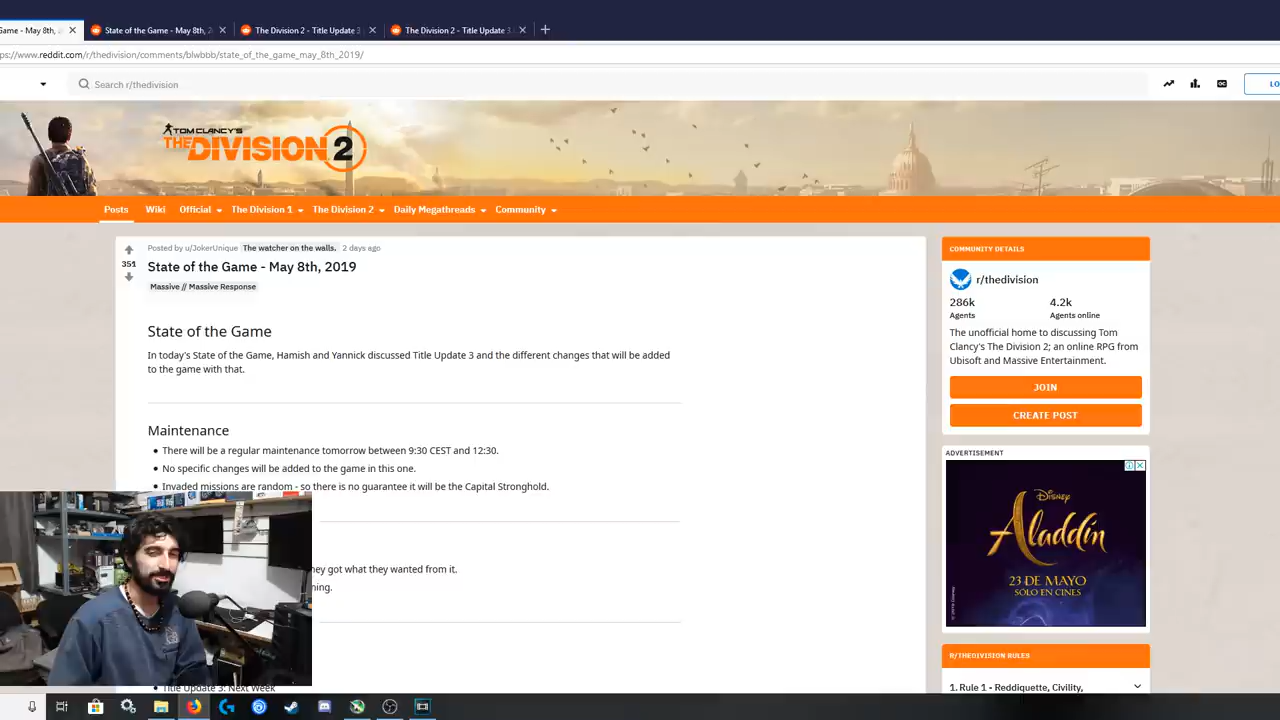 Game - May 8th,
State of the Game - May 8th, 2
The Division 2 - Title Update 3
The Division 2 - Title Update 3.
ps://www.reddit.com/r/thedivision/comments/blwbbb/state_of_the_game_may_8th_2019/
Search r/thedivision
LO
TOM CLANCY'S
THE DIVISION 2
Posts Wiki Official The Division 1 The Division 2 Daily Megathreads Community
351
Posted by u/JokerUnique The watcher on the walls. 2 days ago
State of the Game - May 8th, 2019
Massive // Massive Response
State of the Game
In today's State of the Game, Hamish and Yannick discussed Title Update 3 and the different changes that will be added
to the game with that.
Maintenance
There will be a regular maintenance tomorrow between 9:30 CEST and 12:30.
No specific changes will be added to the game in this one.
Invaded missions are random - so there is no guarantee it will be the Capital Stronghold.
hey got what they wanted from it.
ning.
Title Update 3: Next Week
COMMUNITY DETAILS
r/thedivision
286k 4.2k
Agents Agents online
The unofficial home to discussing Tom
Clancy's The Division 2; an online RPG from
Ubisoft and Massive Entertainment.
JOIN
CREATE POST
ADVERTISEMENT
Disney
Aladdin
23 DE MAYO
SOLO EN CINES
R/THEDIVISION RULES
1. Rule 1 - Reddiquette, Civility,